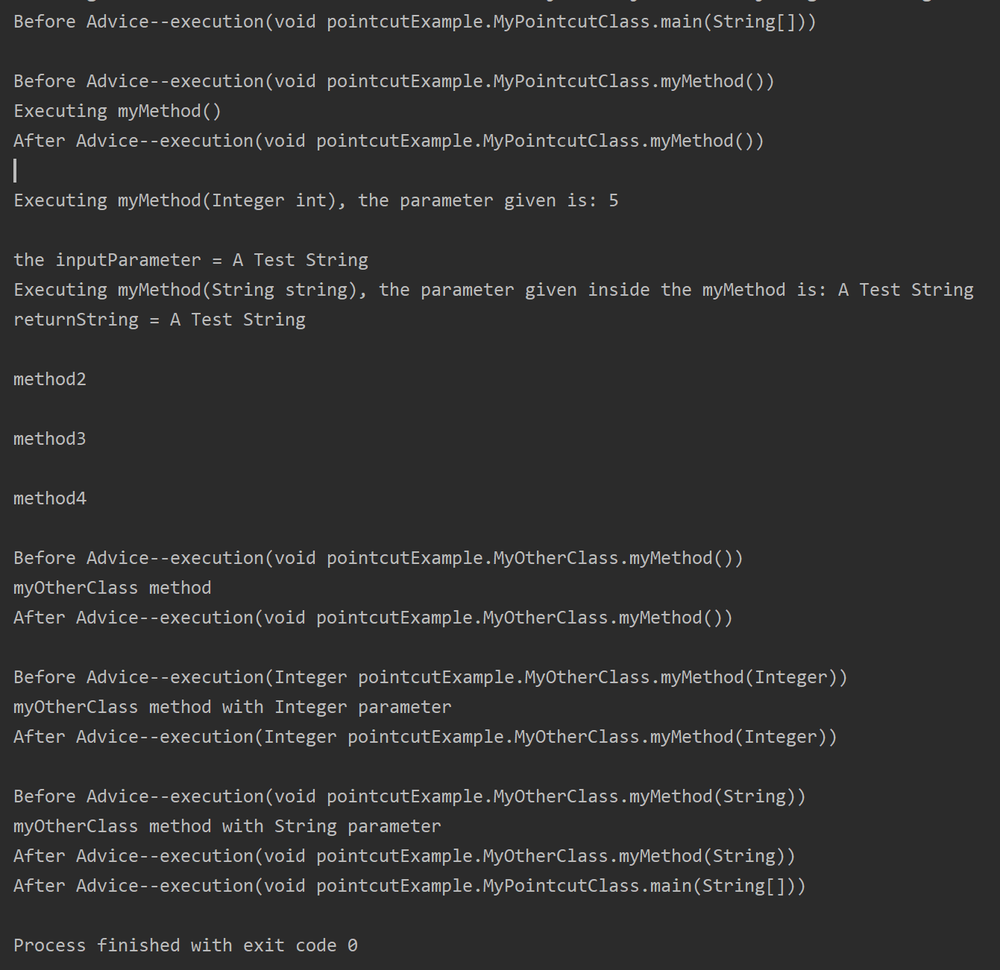 Before Advice--execution(void pointcutExample.MyPointcutClass.main(String[]))
Before Advice--execution(void pointcutExample.MyPointcutClass.myMethod())
Executing myMethod()
After Advice--execution(void pointcutExample.MyPointcutClass.myMethod())
Executing myMethod(Integer int), the parameter given is: 5
the inputParameter = A Test String
Executing myMethod(String string), the parameter given inside the myMethod is: A Test String
returnString = A Test String
method2
method3
method4
Before Advice--execution(void pointcutExample.MyOtherClass.myMethod())
myOtherClass method
After Advice--execution(void pointcutExample.MyOtherClass.myMethod())
Before Advice--execution(Integer pointcutExample.MyOtherClass.myMethod(Integer))
myOtherClass method with Integer parameter
After Advice--execution(Integer pointcutExample.MyOtherClass.myMethod(Integer))
Before Advice--execution(void pointcutExample.MyOtherClass.myMethod(String))
myOtherClass method with String parameter
After Advice--execution(void pointcutExample.MyOtherClass.myMethod(String))
After Advice--execution(void pointcutExample.MyPointcutClass.main(String[]))
Process finished with exit code 0